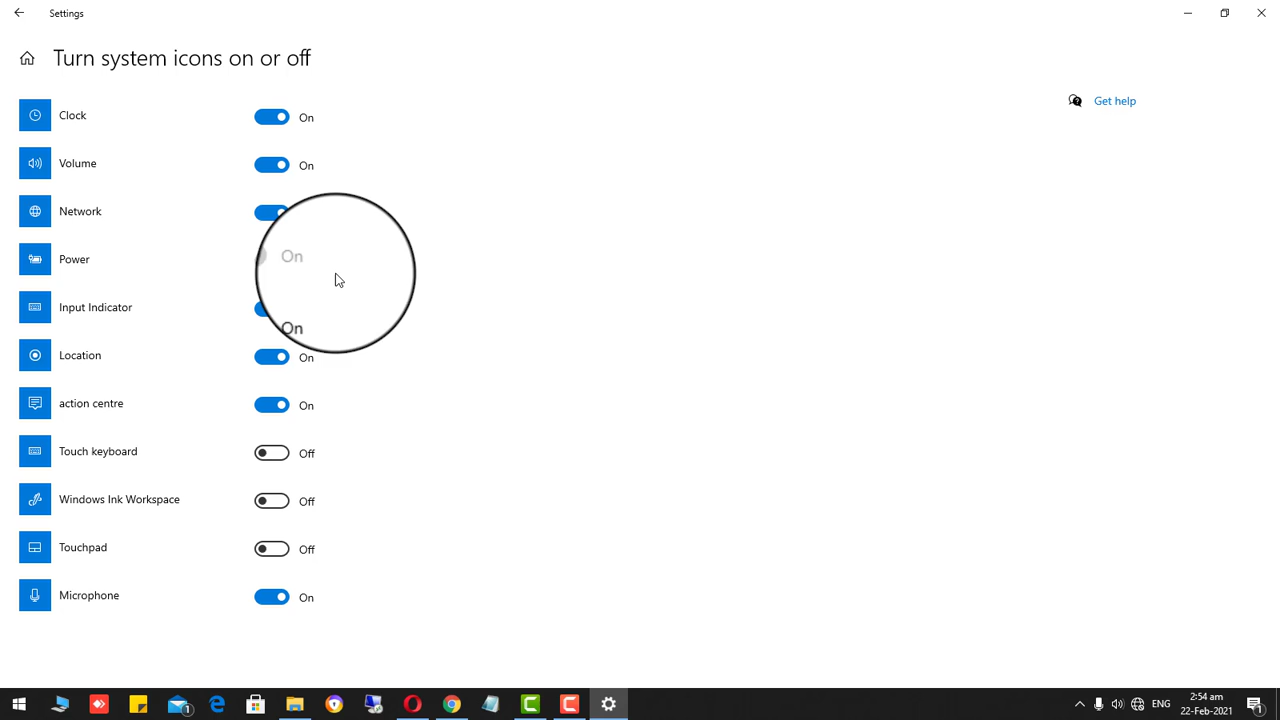 Settings
Turn system icons on or off
Get help
Clock On
Volume On
Network
Power On
Input Indicator On
Location On
action centre On
Touch keyboard Off
Windows Ink Workspace Off
Touchpad Off
Microphone On
1
ENG
2:54 am
22-Feb-2021
1